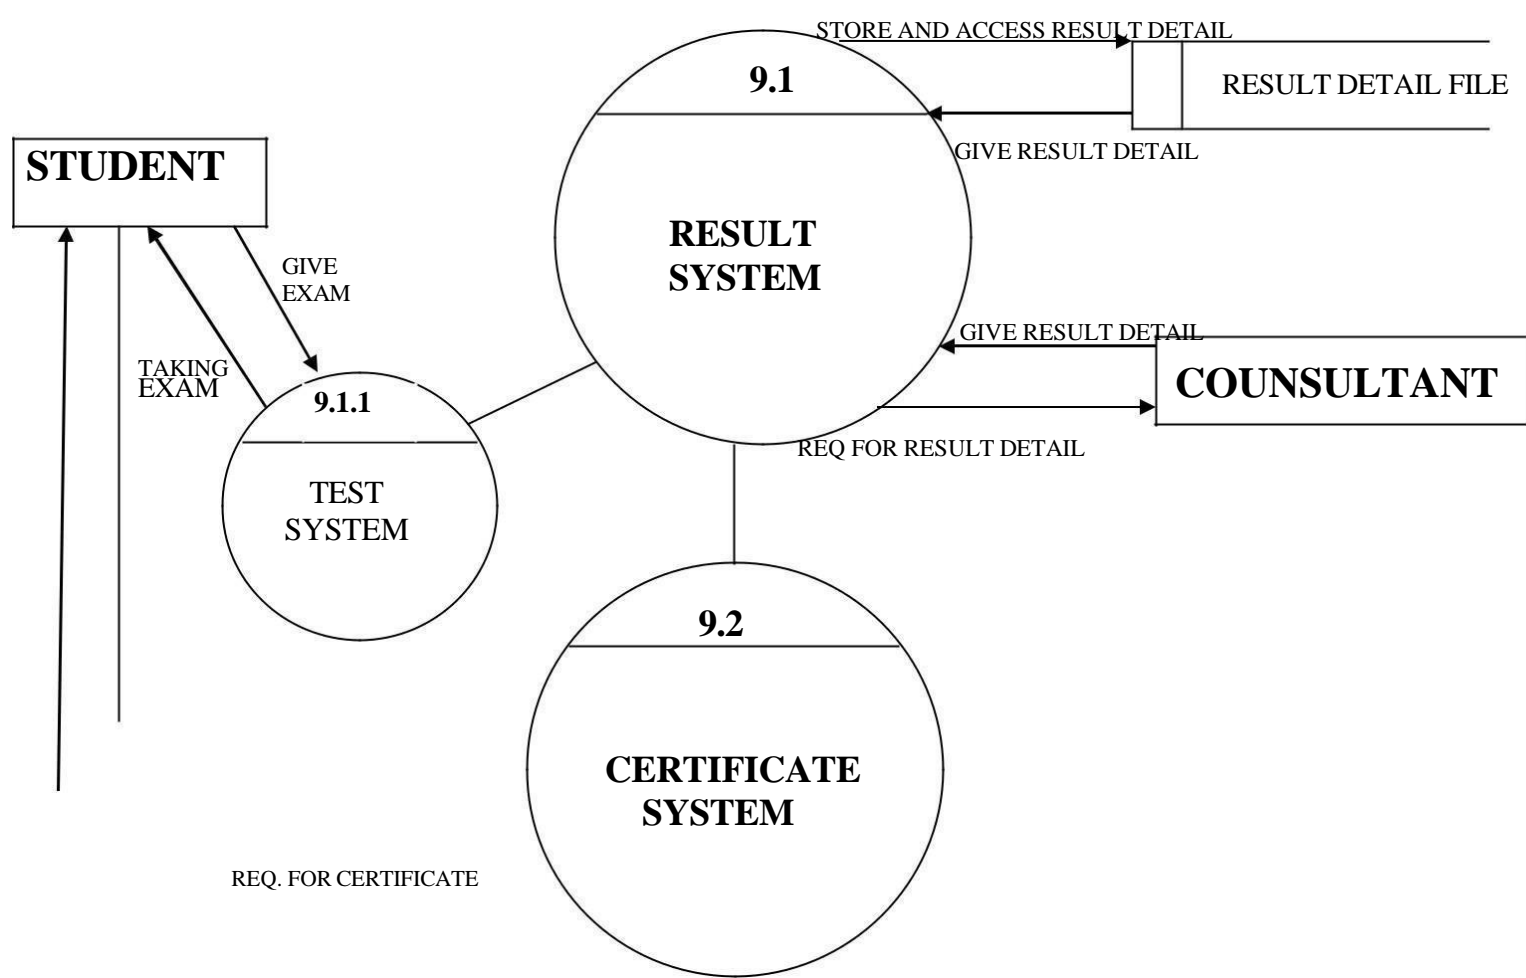 STORE AND ACCESS RESULT DETAIL
9.1
RESULT DETAIL FILE
GIVE RESULT DETAIL
STUDENT
RESULT
SYSTEM
GIVE
EXAM
GIVE RESULT DETAIL
TAKING
EXAM
9.1.1
COUNSULTANT
REQ FOR RESULT DETAIL
TEST
SYSTEM
9.2
CERTIFICATE
SYSTEM
REQ. FOR CERTIFICATE